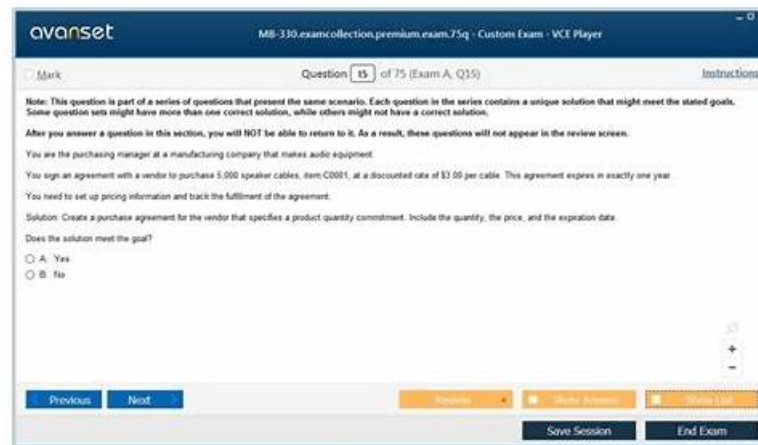 avanset
MB-330.examcollection.premium.exam.75q - Custom Exam - VCE Player
Mark
Question 15 of 75 (Exam A, Q15)
Instructions
Note: This question is part of a series of questions that present the same scenario. Each question in the series contains a unique solution that might meet the stated goals.
Some question sets might have more than one correct solution, while others might not have a correct solution.
After you answer a question in this section, you will NOT be able to return to it. As a result, these questions will not appear in the review screen.
You are the purchasing manager at a manufacturing company that makes audio equipment.
You sign an agreement with a vendor to purchase 5,000 speaker cables, item C0001, at a discounted rate of $3.00 per cable. This agreement expires in exactly one year.
You need to set up pricing information and track the fulfillment of the agreement.
Solution: Create a purchase agreement for the vendor that specifies a product quantity commitment. Include the quantity, the price, and the expiration date.
Does the solution meet the goal?
A. Yes
B. No
Previous
Next
Review
Show Answer
Show List
Save Session
End Exam